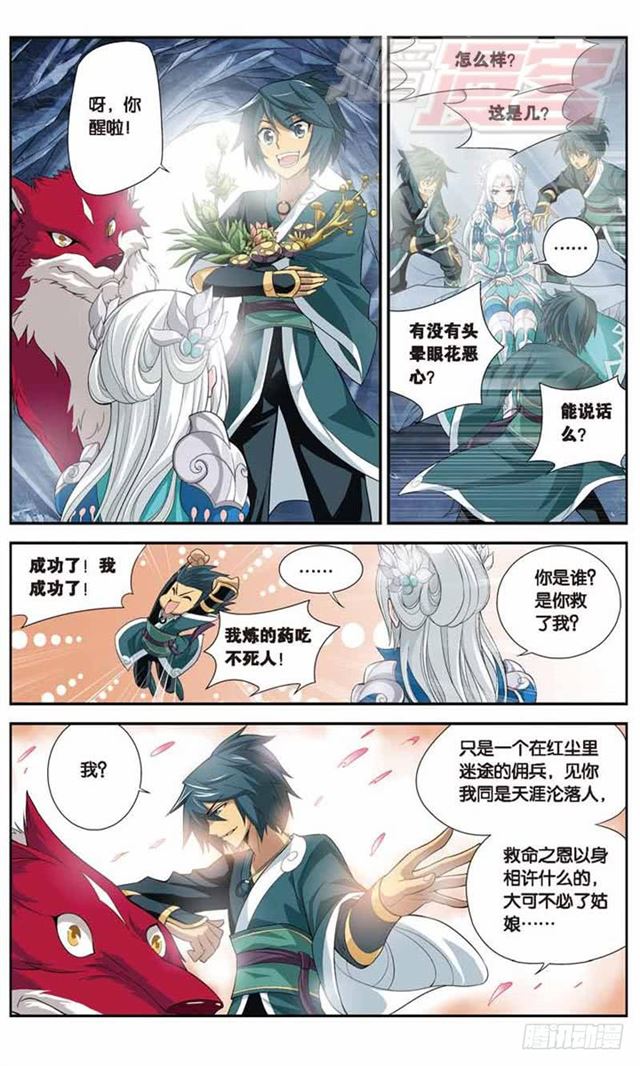 呀，你
醒啦！
怎么样？
这是几？
……
有没有头
晕眼花恶
心？
能说话
么？
成功了！我
成功了！
我炼的药吃
不死人！
……
你是谁？
是你救
了我？
我？
只是一个在红尘里
迷途的佣兵，见你
我同是天涯沦落人，
救命之恩以身
相许什么的，
大可不必了姑
娘……
腾讯动漫